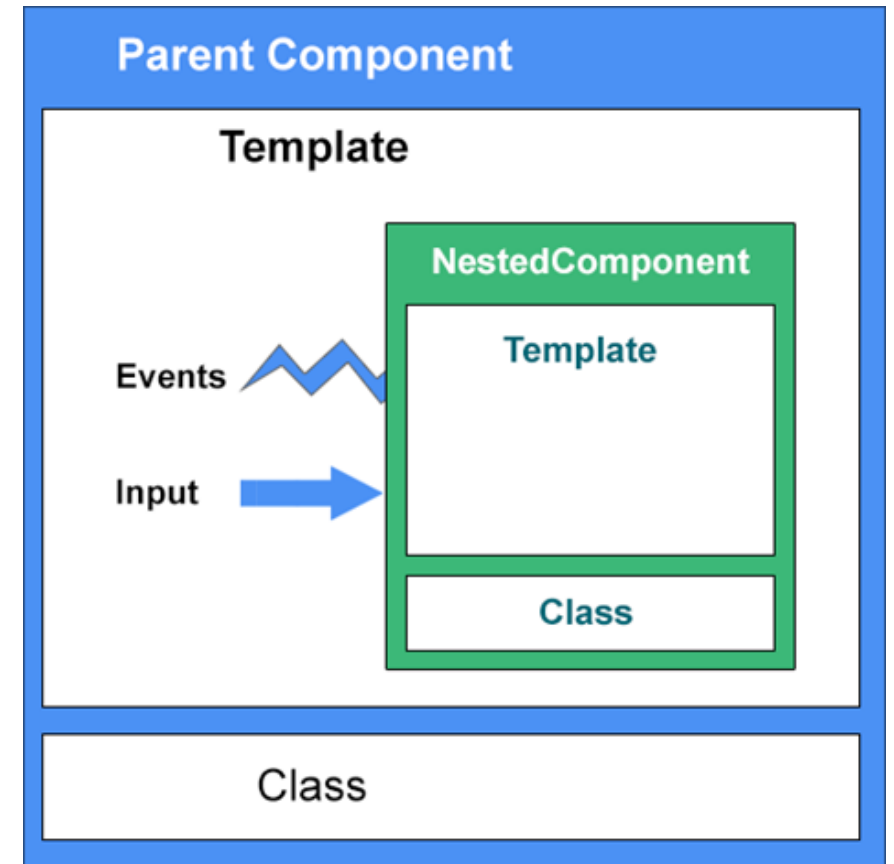 Parent Component
Template
NestedComponent
Template
Events
Input
Class
Class